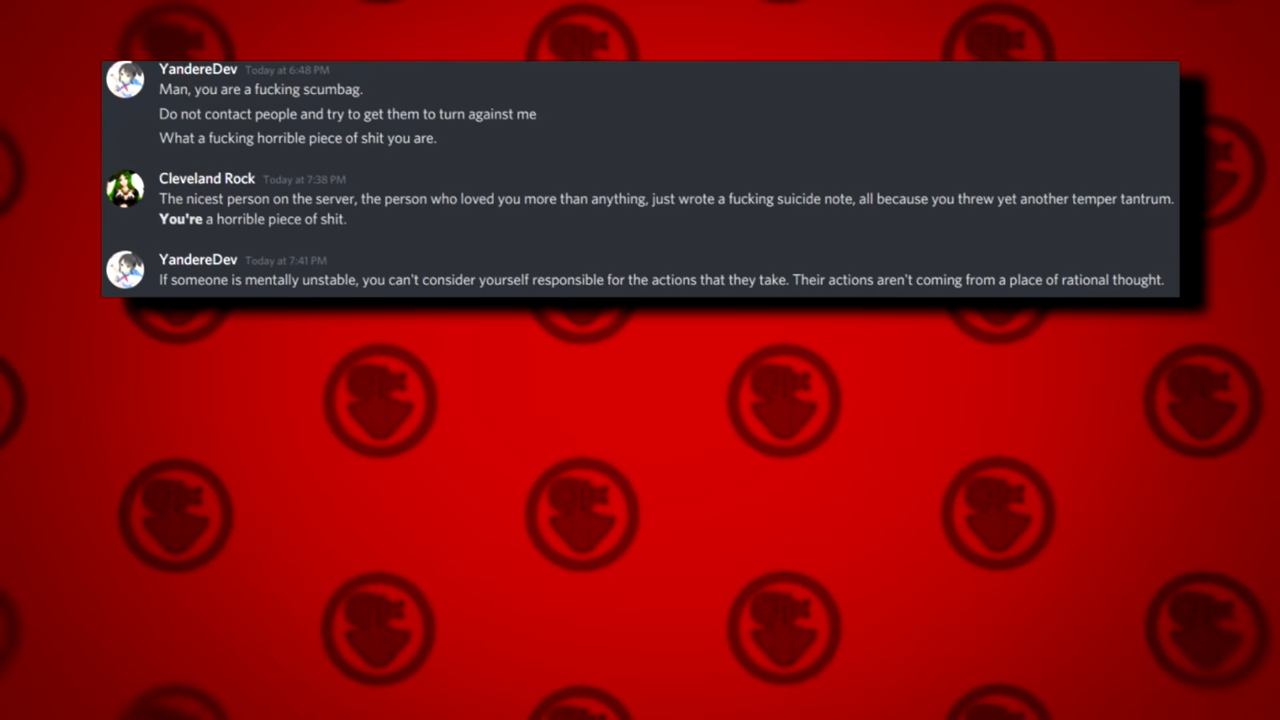 YandereDev Today at 6:48 PM
Man, you are a fucking scumbag.
Do not contact people and try to get them to turn against me
What a fucking horrible piece of shit you are.
Cleveland Rock Today at 7:38 PM
The nicest person on the server, the person who loved you more than anything, just wrote a fucking suicide note, all because you threw yet another temper tantrum.
You're a horrible piece of shit.
YandereDev Today at 7:41 PM
If someone is mentally unstable, you can't consider yourself responsible for the actions that they take. Their actions aren't coming from a place of rational thought.